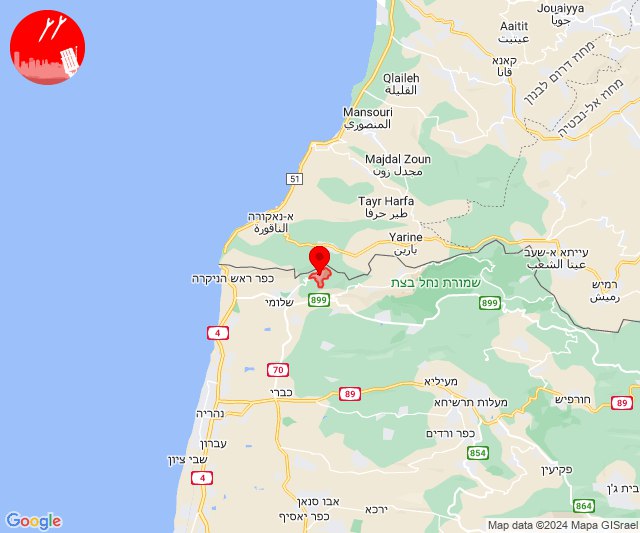 Jouaiyya
جويا
Aaitit
عيتيت
קאנא
قانا
מחוז דרום לבנון
מחוז אל-נבטיה
Qlaileh
القليلة
Mansouri
المنصوري
Majdal Zoun
مجدل زون
51
Tayr Harfa
طير حرفا
א-נאקורה
الناقورة
Yarine
يارين
עייתא א-שעב
عيتا الشعب
רמיש
رميش
כפר ראש הניקרה
שלומי
899
שמורת נחל בצת
899
4
70
כברי
89
מעיליא
מעלות תרשיחא
חורפיש
89
נהריה
כפר ורדים
עברון
שבי ציון
854
פקיעין
4
אבו סנאן
ירכא
כפר יאסיף
בית ג'ן
864
Google
Map data ©2024 Mapa GISrael